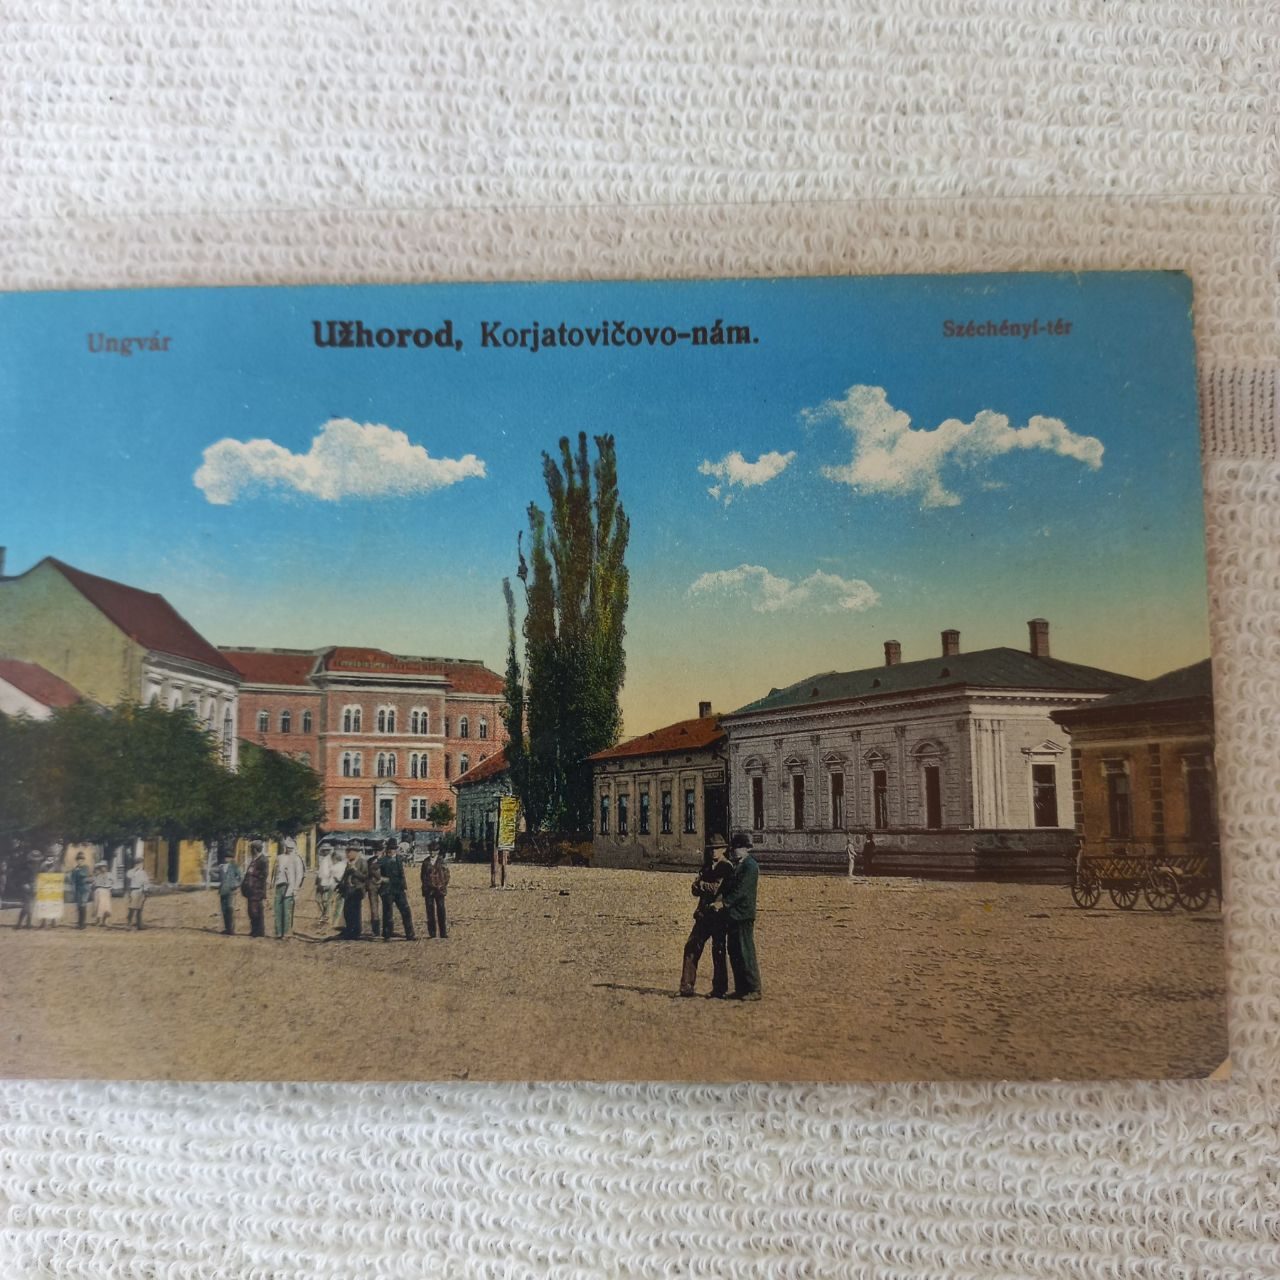 Ungvár
Užhorod, Korjatovičovo-nám.
Széchényi-tér